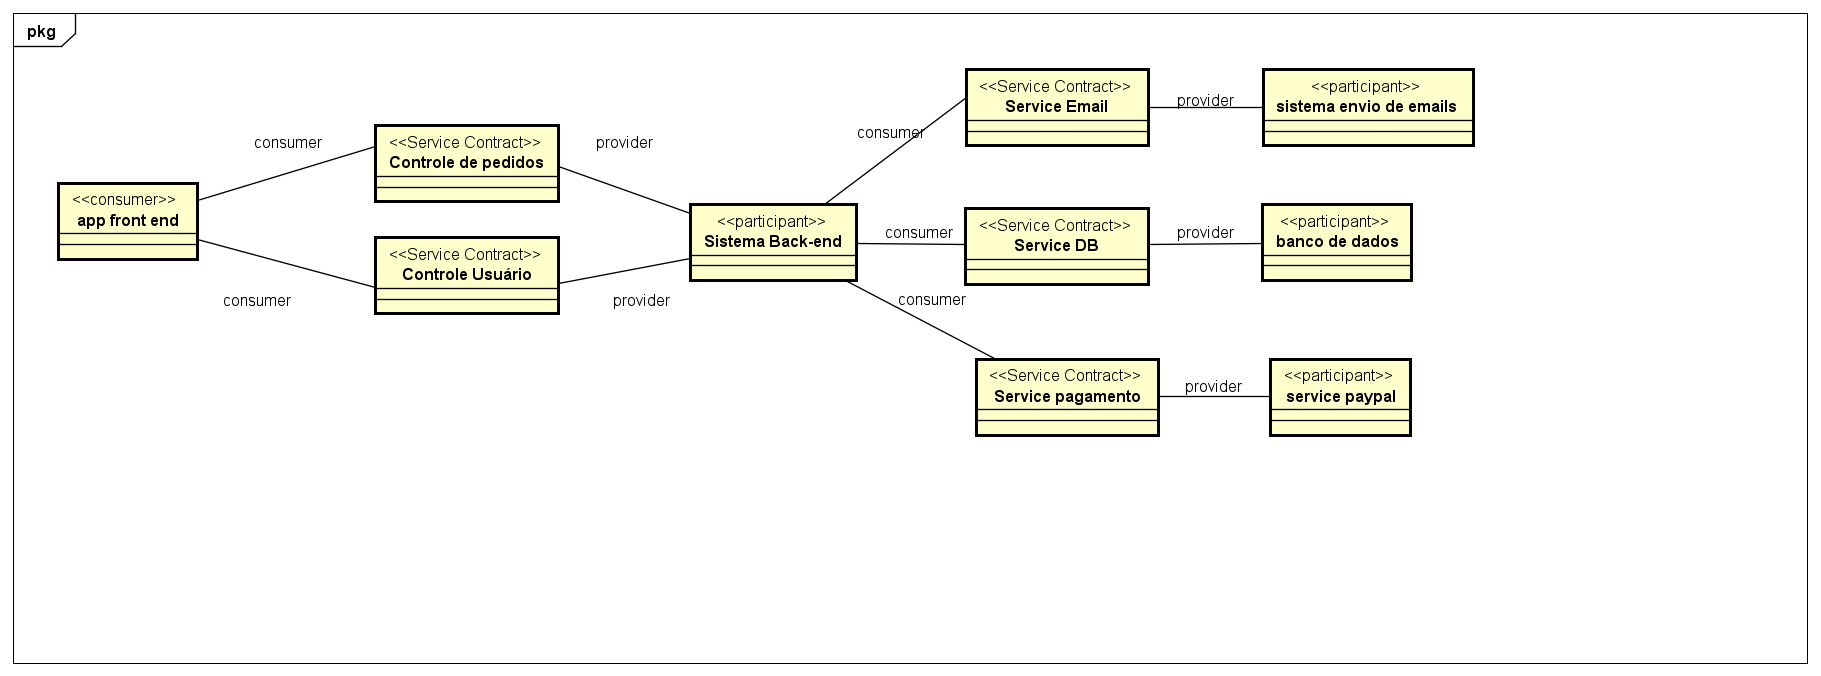 pkg
<<consumer>>
app front end
consumer
consumer
<<Service Contract>>
Controle de pedidos
<<Service Contract>>
Controle Usuário
provider
provider
<<participant>>
Sistema Back-end
consumer
consumer
consumer
<<Service Contract>>
Service Email
provider
<<participant>>
sistema envio de emails
<<Service Contract>>
Service DB
provider
<<participant>>
banco de dados
<<Service Contract>>
Service pagamento
provider
<<participant>>
service paypal